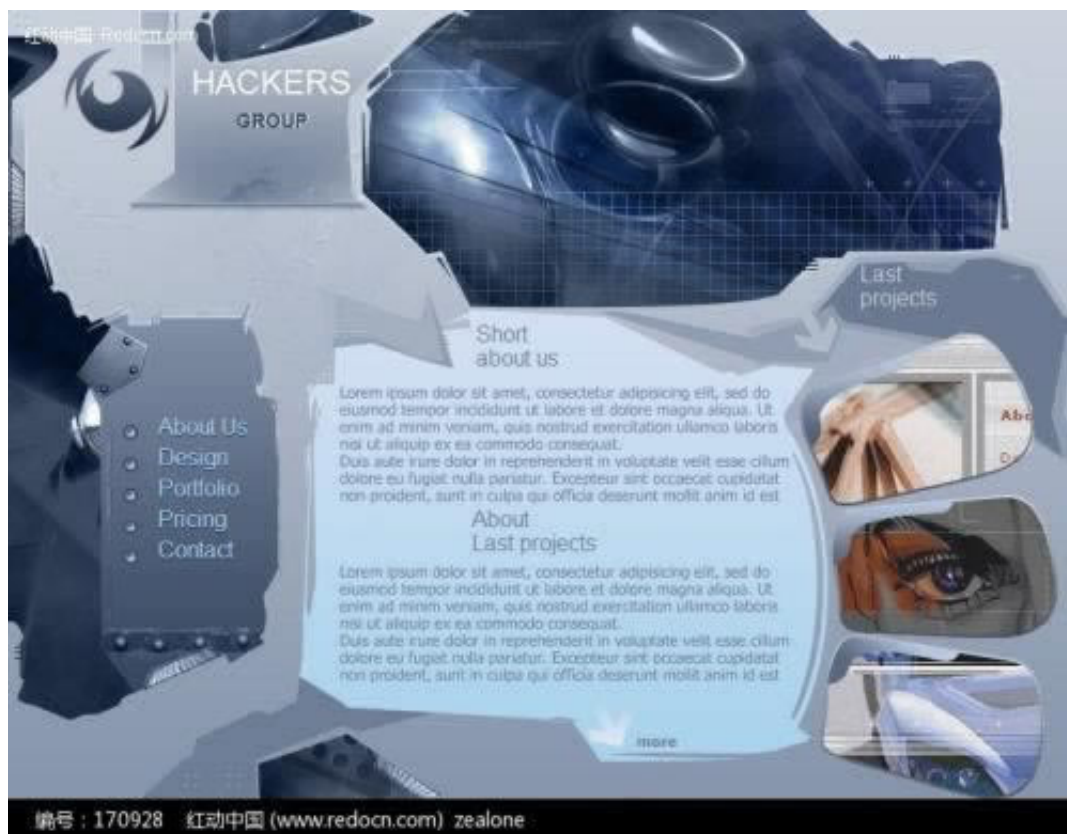 红动中国 Redocn.com
HACKERS
GROUP
Last
projects
Short
about us
Lorem ipsum dolor sit amet, consectetur adipisicing elit, sed do
eiusmod tempor incididunt ut labore et dolore magna aliqua. Ut
enim ad minim veniam, quis nostrud exercitation ullamco laboris
nisi ut aliquip ex ea commodo consequat.
Duis aute irure dolor in reprehenderit in voluptate velit esse cillum
dolore eu fugiat nulla pariatur. Excepteur sint occaecat cupidatat
non proident, sunt in culpa qui officia deserunt mollit anim id est
About
Last projects
Lorem ipsum dolor sit amet, consectetur adipisicing elit, sed do
eiusmod tempor incididunt ut labore et dolore magna aliqua. Ut
enim ad minim veniam, quis nostrud exercitation ullamco laboris
nisi ut aliquip ex ea commodo consequat.
Duis aute irure dolor in reprehenderit in voluptate velit esse cillum
dolore eu fugiat nulla pariatur. Excepteur sint occaecat cupidatat
non proident, sunt in culpa qui officia deserunt mollit anim id est
more
About Us
Design
Portfolio
Pricing
Contact
编号：170928 红动中国 (www.redocn.com) zealone